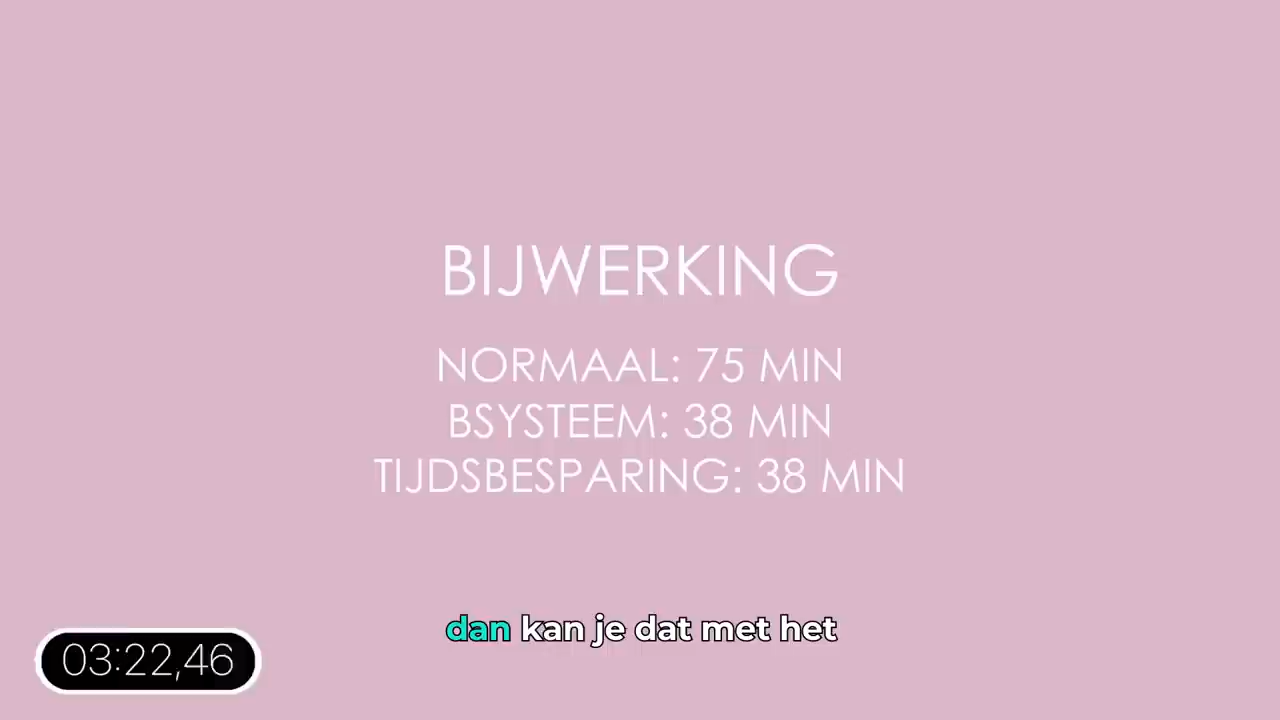 BIJWERKING
NORMAAL: 75 MIN
BSYSTEEM: 38 MIN
TIJDSBESPARING: 38 MIN
dan kan je dat met het
03:22,46